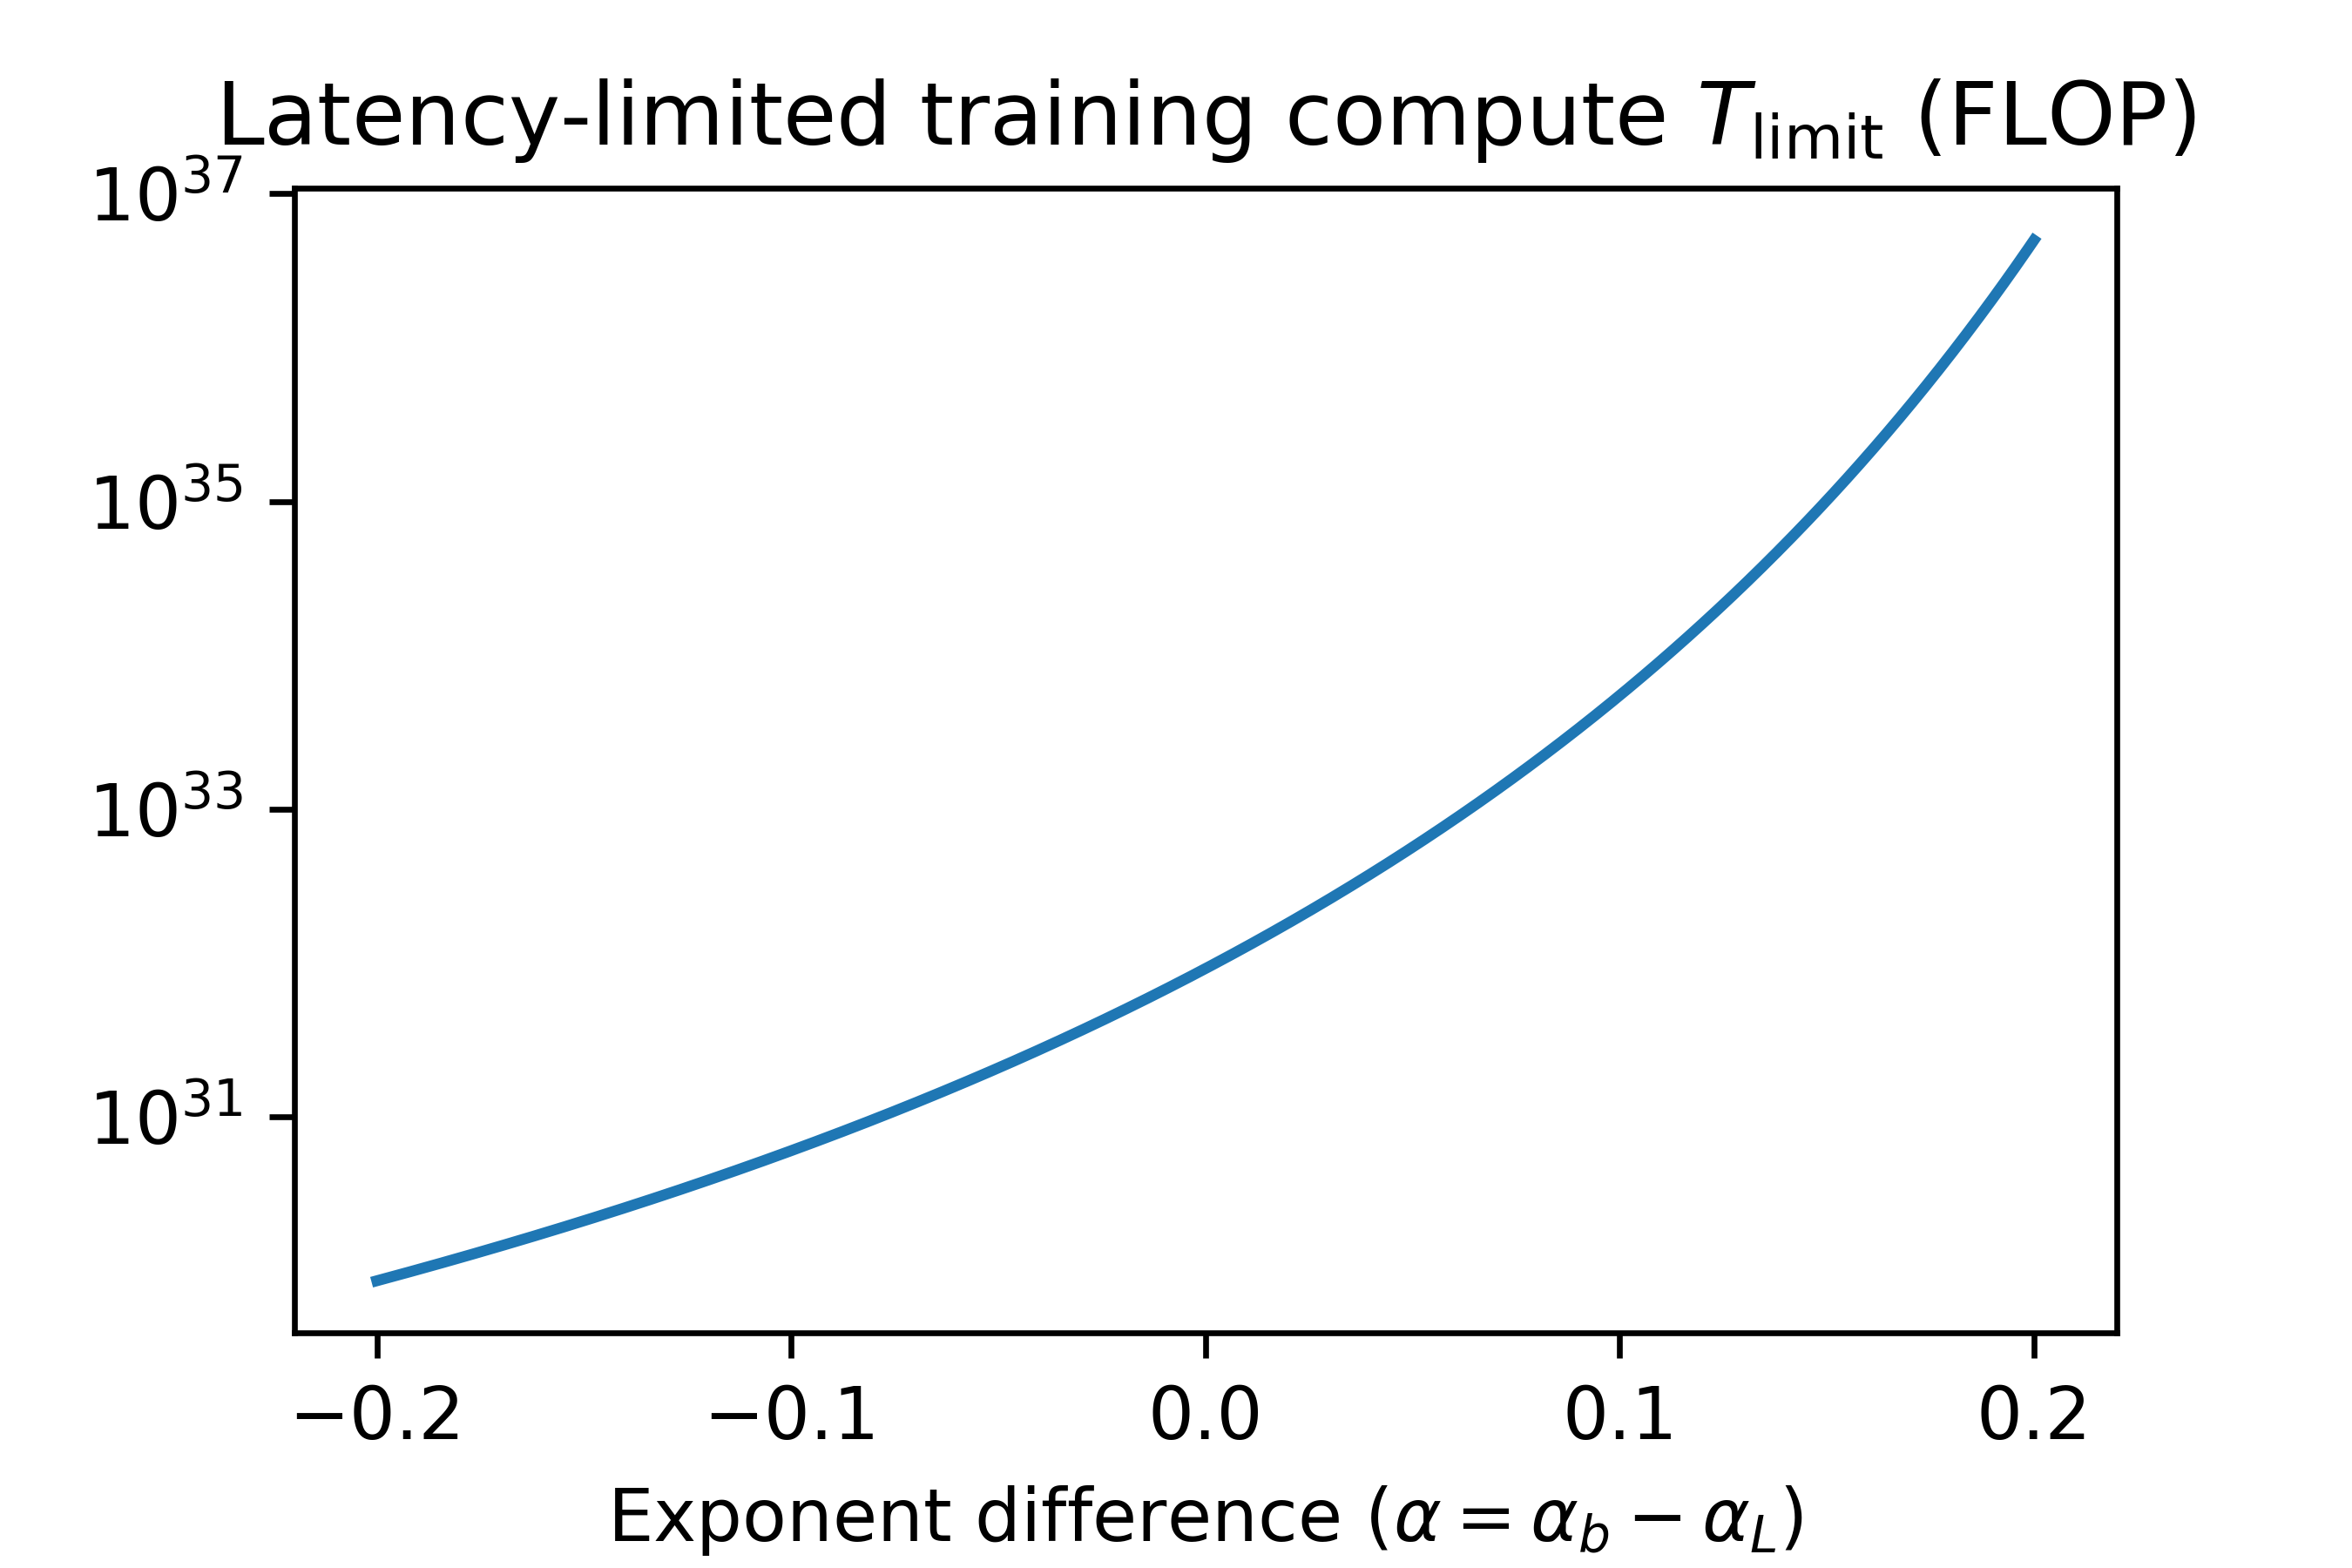 Latency-limited training compute T_limit (FLOP)
10^37
10^35
10^33
10^31
−0.2 −0.1 0.0 0.1 0.2
Exponent difference (α = α_b − α_L)